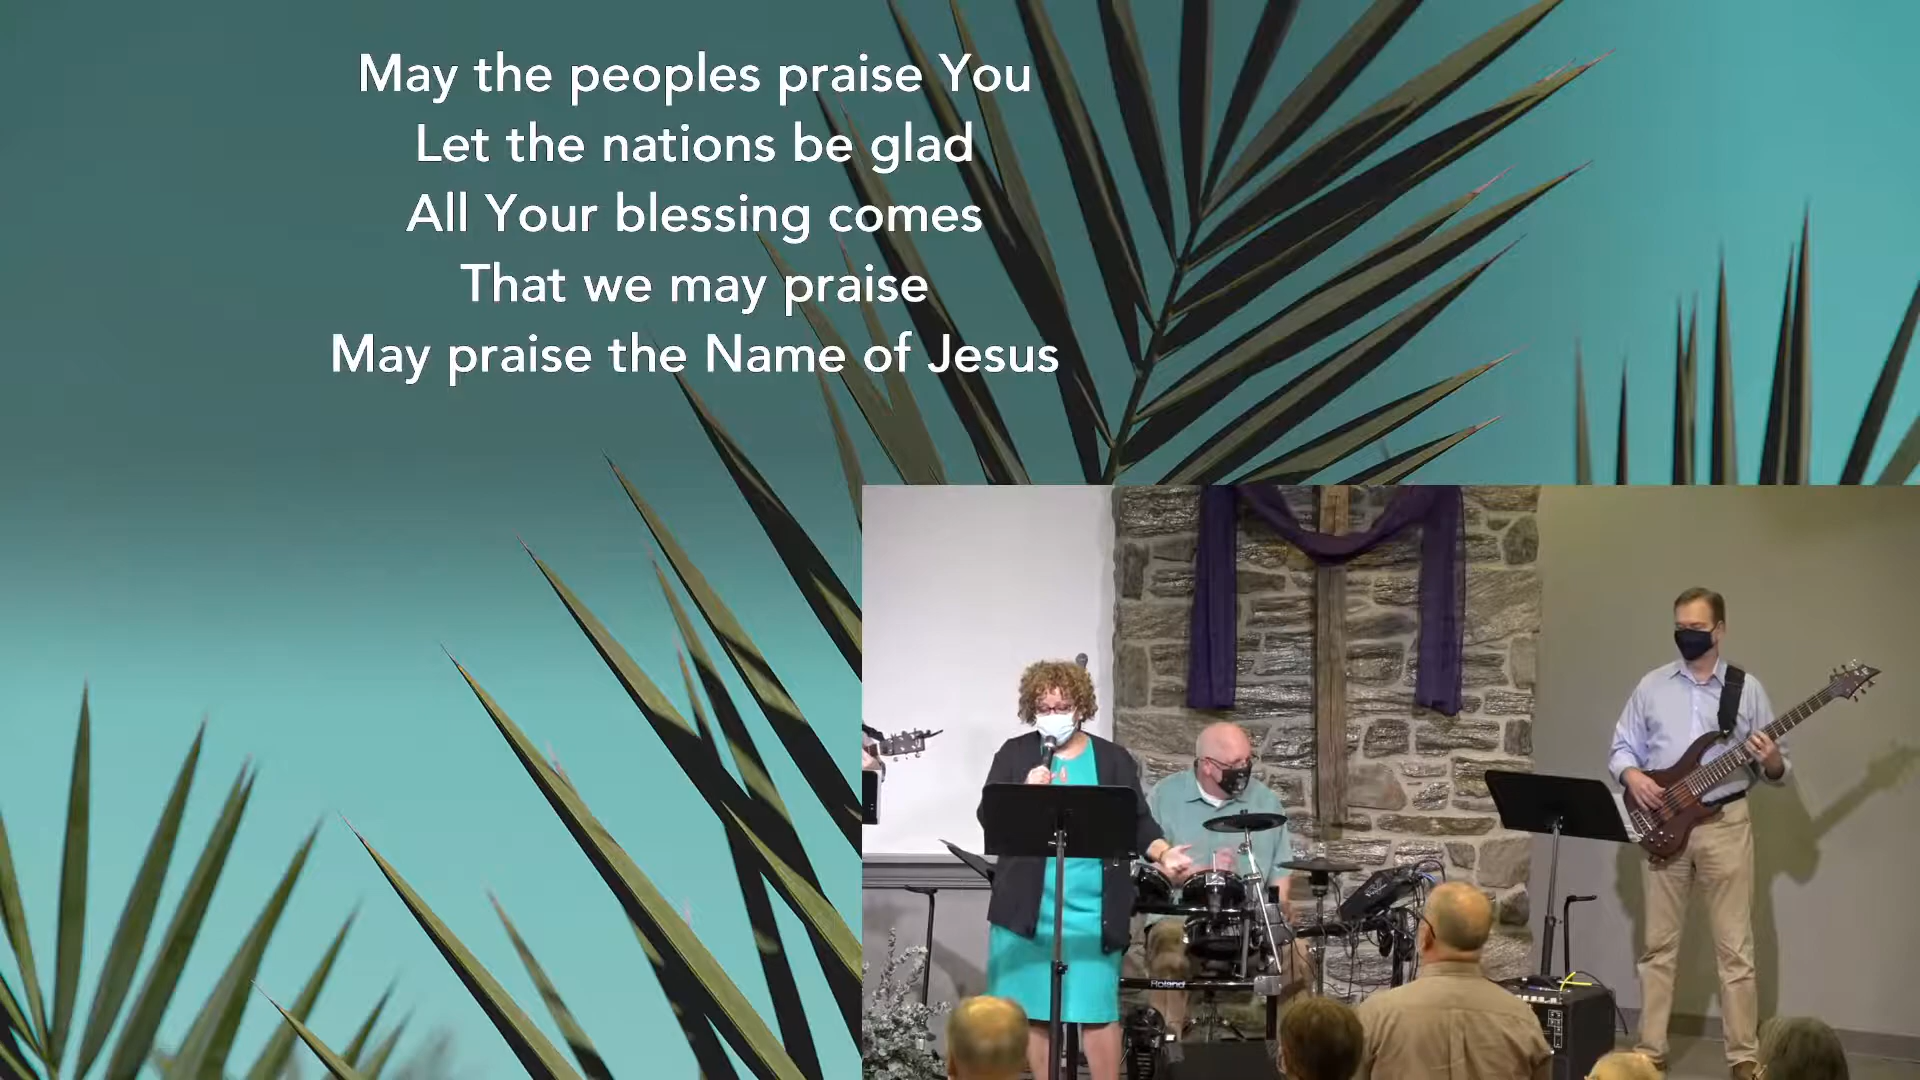 May the peoples praise You
Let the nations be glad
All Your blessing comes
That we may praise
May praise the Name of Jesus
Roland